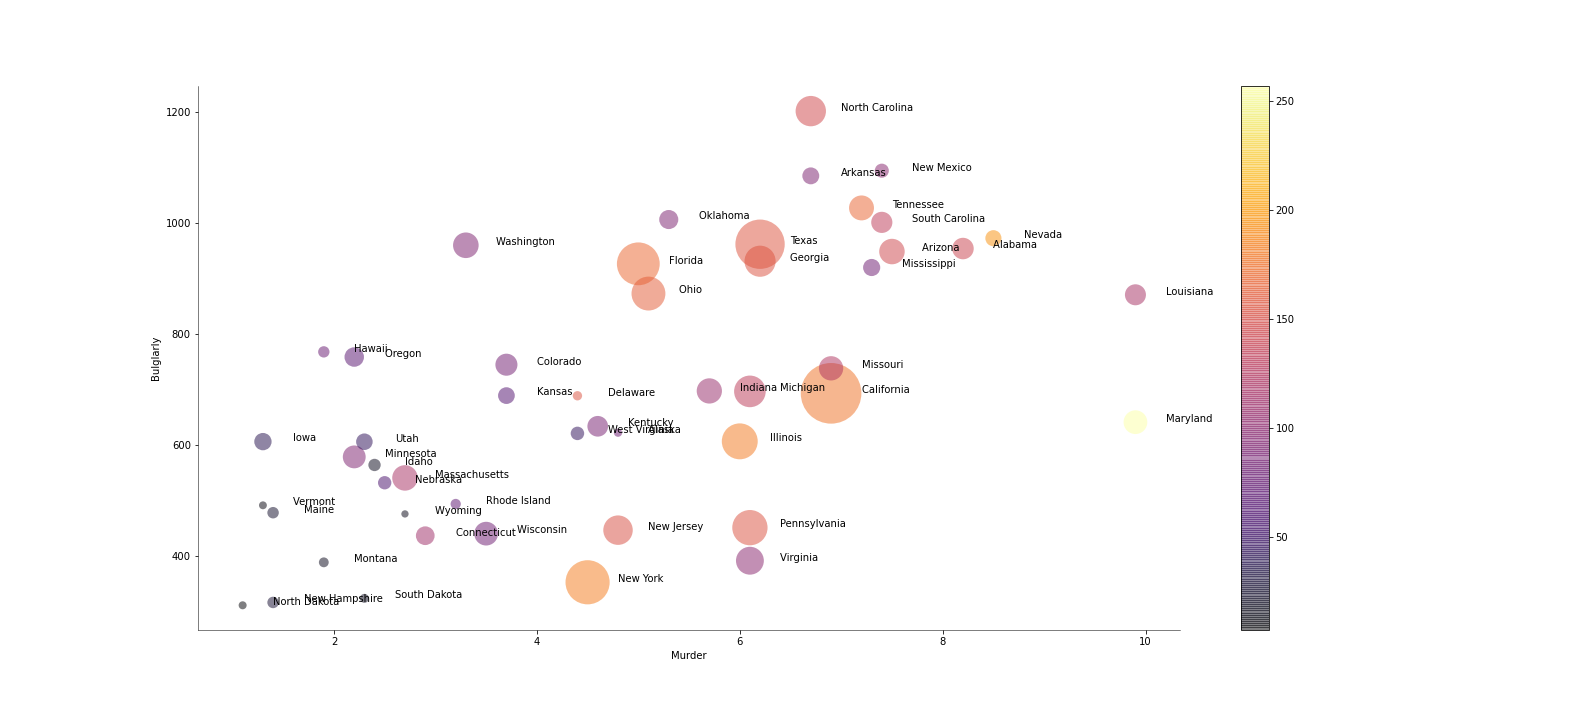 1200
1000
800
600
400
Bulglarly
2
4
6
8
10
Murder
North Carolina
Arkansas
New Mexico
Tennessee
Oklahoma
South Carolina
Washington
Texas
Nevada
Alabama
Arizona
Florida
Georgia
Mississippi
Ohio
Louisiana
Hawaii
Oregon
Colorado
Missouri
Kansas
Delaware
Indiana
Michigan
California
Maryland
Kentucky
West Virginia
Alaska
Iowa
Utah
Illinois
Minnesota
Idaho
Massachusetts
Nebraska
Vermont
Maine
Rhode Island
Wyoming
Connecticut
Wisconsin
New Jersey
Pennsylvania
Montana
Virginia
New York
North Dakota
New Hampshire
South Dakota
250
200
150
100
50